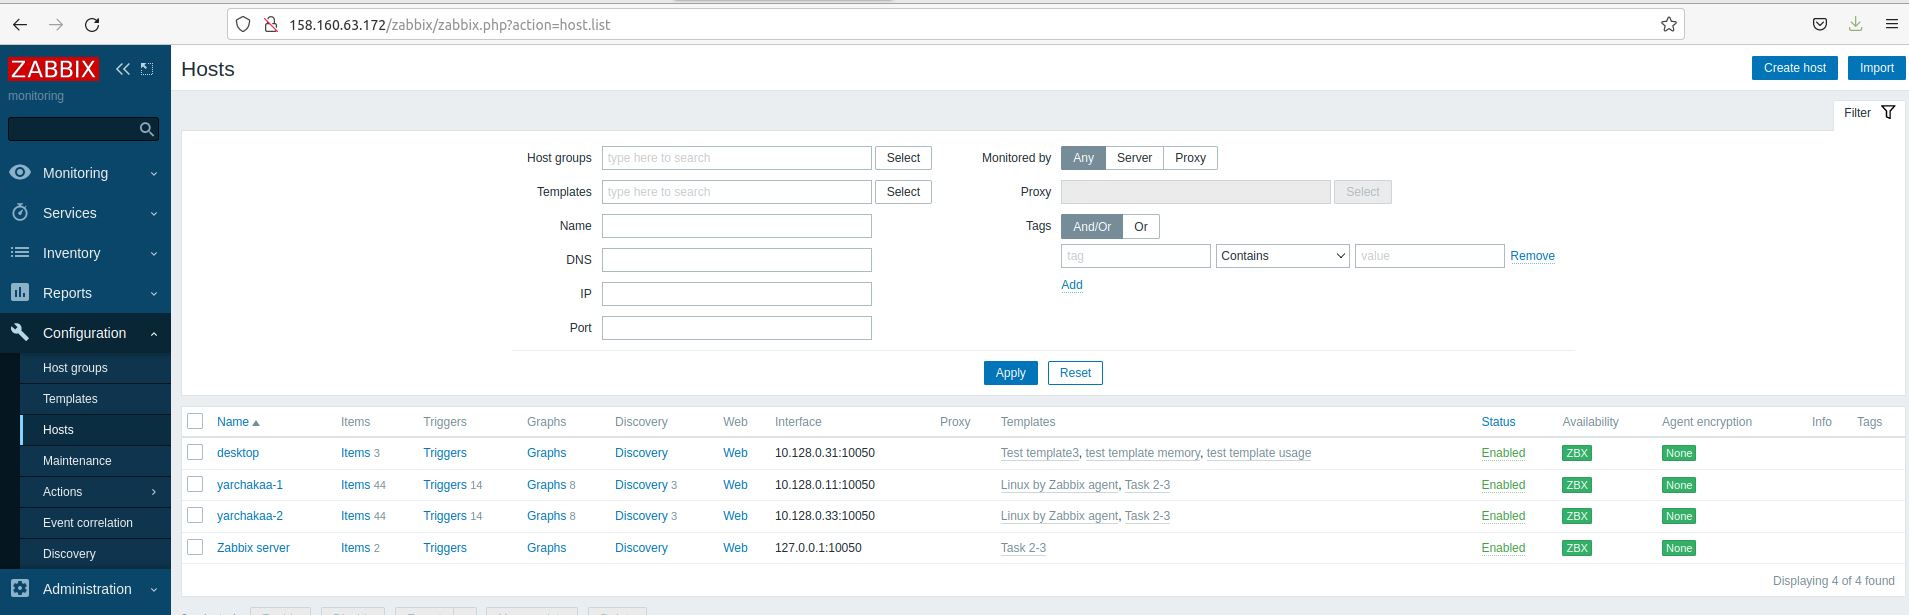 158.160.63.172/zabbix/zabbix.php?action=host.list
ZABBIX
monitoring
Monitoring
Services
Inventory
Reports
Configuration
Host groups
Templates
Hosts
Maintenance
Actions
Event correlation
Discovery
Administration
Hosts
Create host Import
Filter
Host groups type here to search Select
Templates type here to search Select
Name
DNS
IP
Port
Monitored by Any Server Proxy
Proxy Select
Tags And/Or Or
tag Contains value Remove
Add
Apply Reset
Name Items Triggers Graphs Discovery Web Interface Proxy Templates Status Availability Agent encryption Info Tags
desktop Items 3 Triggers Graphs Discovery Web 10.128.0.31:10050 Test template3, test template memory, test template usage Enabled ZBX None
yarchakaa-1 Items 44 Triggers 14 Graphs 8 Discovery 3 Web 10.128.0.11:10050 Linux by Zabbix agent, Task 2-3 Enabled ZBX None
yarchakaa-2 Items 44 Triggers 14 Graphs 8 Discovery 3 Web 10.128.0.33:10050 Linux by Zabbix agent, Task 2-3 Enabled ZBX None
Zabbix server Items 2 Triggers Graphs Discovery Web 127.0.0.1:10050 Task 2-3 Enabled ZBX None
Displaying 4 of 4 found